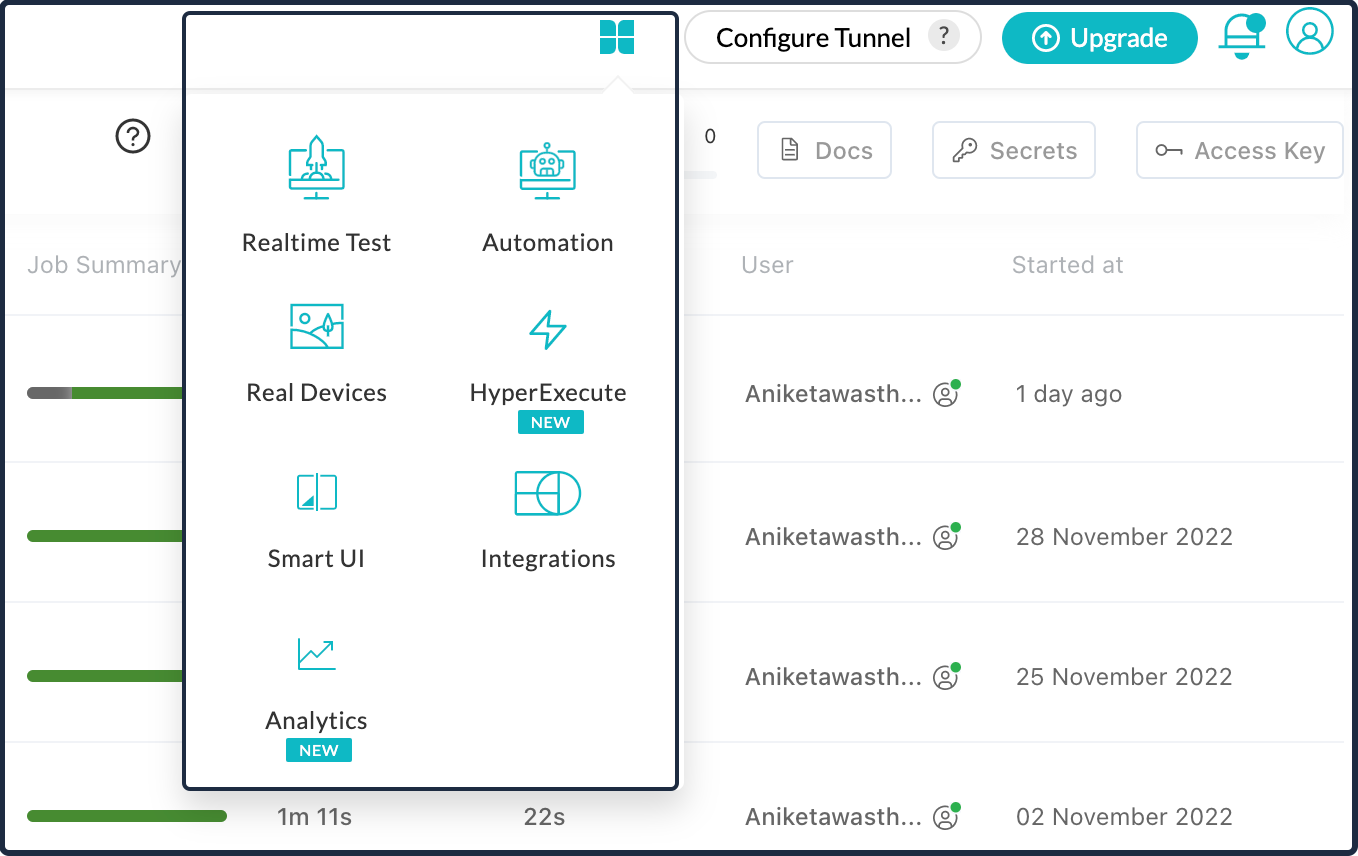 Configure Tunnel ?
Upgrade
?
0
Docs
Secrets
Access Key
Realtime Test
Automation
Job Summary
User
Started at
Real Devices
HyperExecute
NEW
Aniketawasth...
1 day ago
Smart UI
Integrations
Aniketawasth...
28 November 2022
Aniketawasth...
25 November 2022
Analytics
NEW
1m 11s
22s
Aniketawasth...
02 November 2022